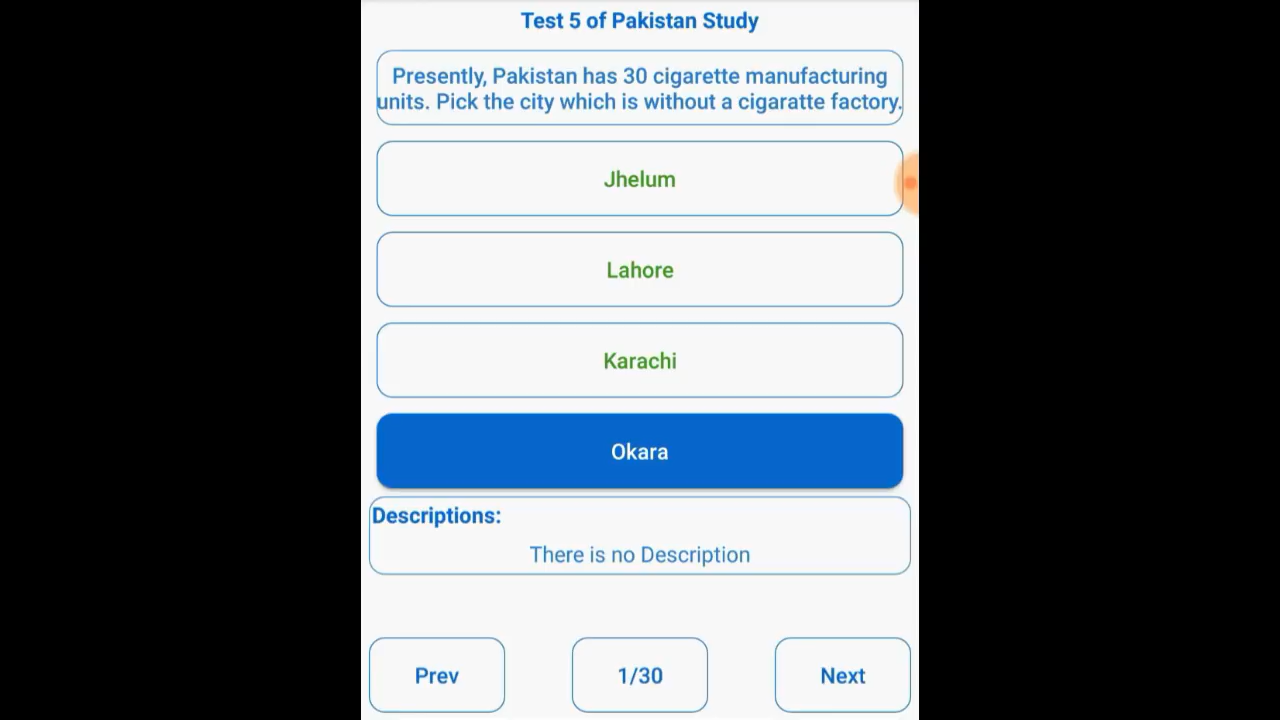 Test 5 of Pakistan Study
Presently, Pakistan has 30 cigarette manufacturing
units. Pick the city which is without a cigaratte factory.
Jhelum
Lahore
Karachi
Okara
Descriptions:
There is no Description
Prev
1/30
Next